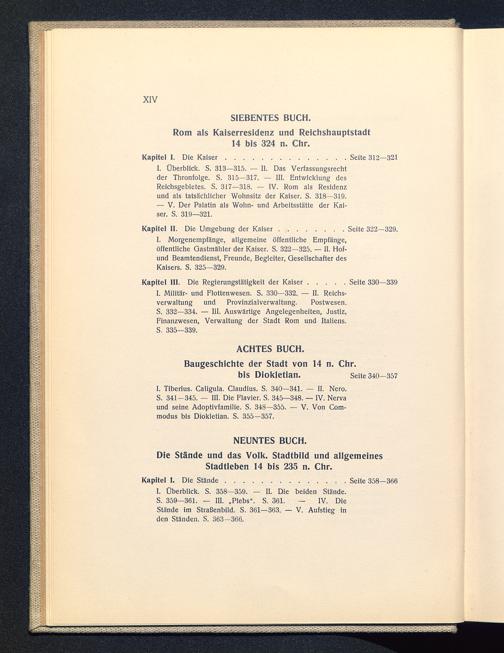 XIV
SIEBENTES BUCH.
Rom als Kaiserresidenz und Reichshauptstadt
14 bis 324 n. Chr.
Kapitel I. Die Kaiser . . . . . . . . . . . . . . Seite 312—321
I. Überblick. S. 313—315. — II. Das Verfassungsrecht
der Thronfolge. S. 315—317. — III. Entwicklung des
Reichsgebietes. S. 317—318. — IV. Rom als Residenz
und als tatsächlicher Wohnsitz der Kaiser. S. 318—319.
— V. Der Palatin als Wohn- und Arbeitsstätte der Kai-
ser. S. 319—321.
Kapitel II. Die Umgebung der Kaiser . . . . . . . . Seite 322—329.
I. Morgenempfänge, allgemeine öffentliche Empfänge,
öffentliche Gastmähler der Kaiser. S. 322—325. — II. Hof-
und Beamtendienst, Freunde, Begleiter, Gesellschafter des
Kaisers. S. 325—329.
Kapitel III. Die Regierungstätigkeit der Kaiser . . . . . Seite 330—339
I. Militär- und Flottenwesen. S. 330—332. — II. Reichs-
verwaltung und Provinzialverwaltung. Postwesen.
S. 332—334. — III. Auswärtige Angelegenheiten, Justiz,
Finanzwesen, Verwaltung der Stadt Rom und Italiens.
S. 335—339.
ACHTES BUCH.
Baugeschichte der Stadt von 14 n. Chr.
bis Diokletian. Seite 340—357
I. Tiberius. Caligula. Claudius. S. 340—341. — II. Nero.
S. 341—345. — III. Die Flavier. S. 345—348. — IV. Nerva
und seine Adoptivfamilie. S. 348—355. — V. Von Com-
modus bis Diokletian. S. 355—357.
NEUNTES BUCH.
Die Stände und das Volk. Stadtbild und allgemeines
Stadtleben 14 bis 235 n. Chr.
Kapitel I. Die Stände . . . . . . . . . . . . . . Seite 358—366
I. Überblick. S. 358—359. — II. Die beiden Stände.
S. 359—361. — III. „Plebs“. S. 361. — IV. Die
Stände im Straßenbild. S. 361—363. — V. Aufstieg in
den Ständen. S. 363—366.